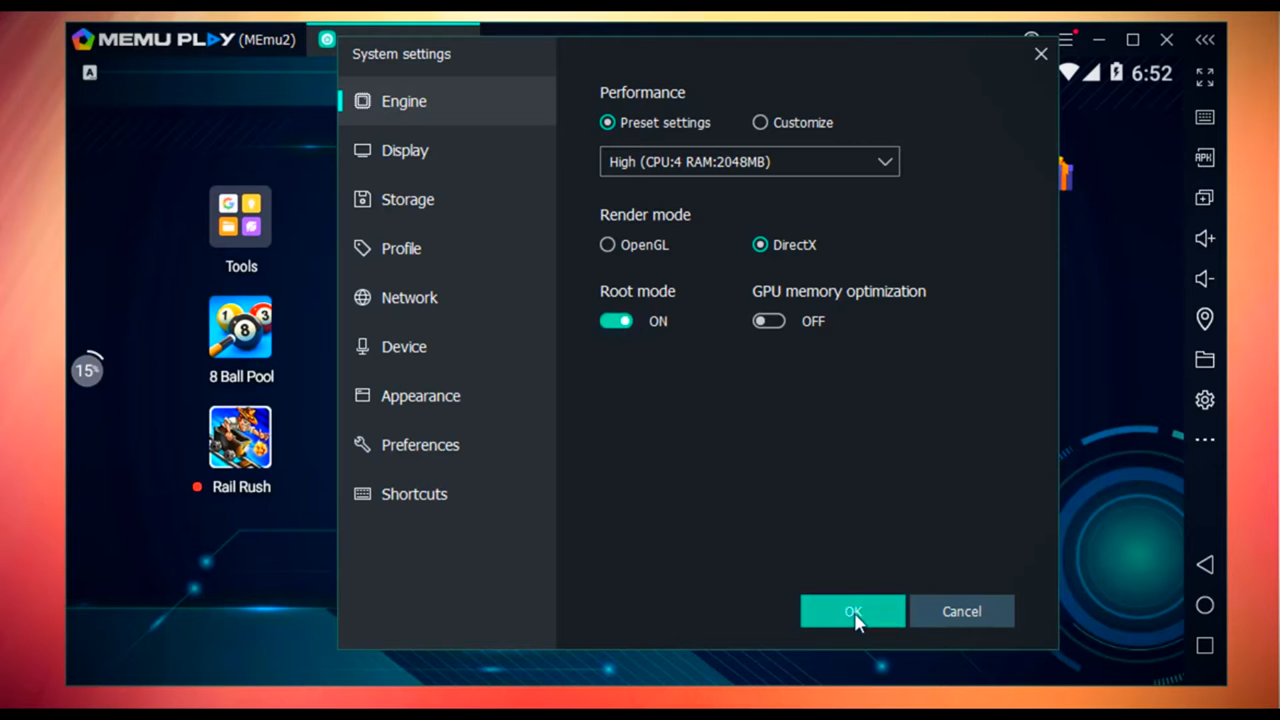 MEMU PLAY (MEmu2)
A
6:52
System settings
Engine
Display
Storage
Profile
Network
Device
Appearance
Preferences
Shortcuts
Performance
Preset settings
Customize
High (CPU:4 RAM:2048MB)
Render mode
OpenGL
DirectX
Root mode
GPU memory optimization
ON
OFF
OK
Cancel
Tools
8 Ball Pool
Rail Rush
15%
APK